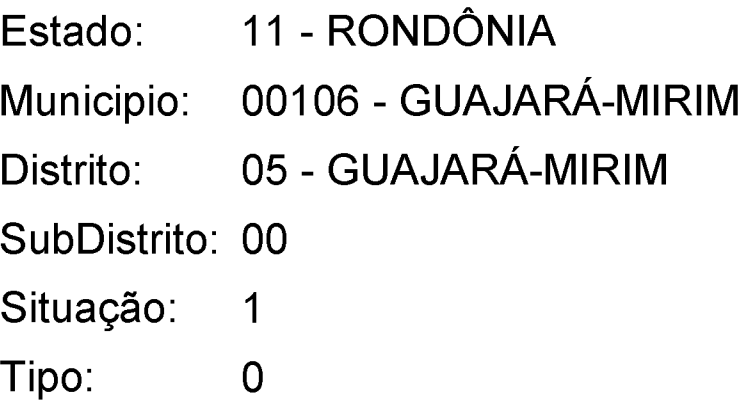 Estado: 11 - RONDÔNIA
Municipio: 00106 - GUAJARÁ-MIRIM
Distrito: 05 - GUAJARÁ-MIRIM
SubDistrito: 00
Situação: 1
Tipo: 0